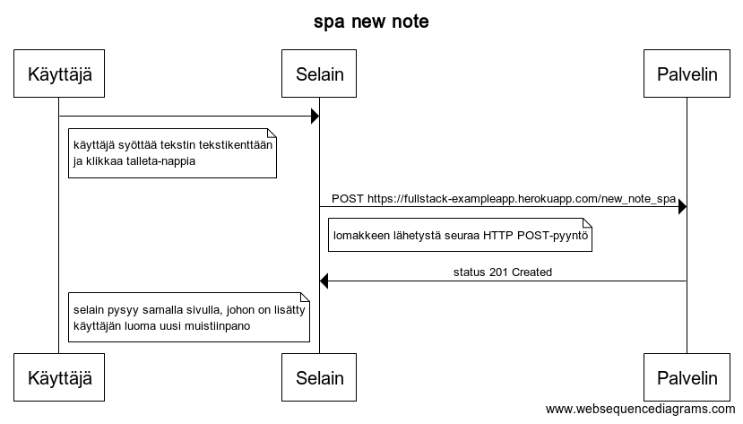 spa new note
Käyttäjä
Selain
Palvelin
käyttäjä syöttää tekstin tekstikenttään
ja klikkaa talleta-nappia
POST https://fullstack-exampleapp.herokuapp.com/new_note_spa
lomakkeen lähetystä seuraa HTTP POST-pyyntö
status 201 Created
selain pysyy samalla sivulla, johon on lisätty
käyttäjän luoma uusi muistiinpano
Käyttäjä
Selain
Palvelin
www.websequencediagrams.com